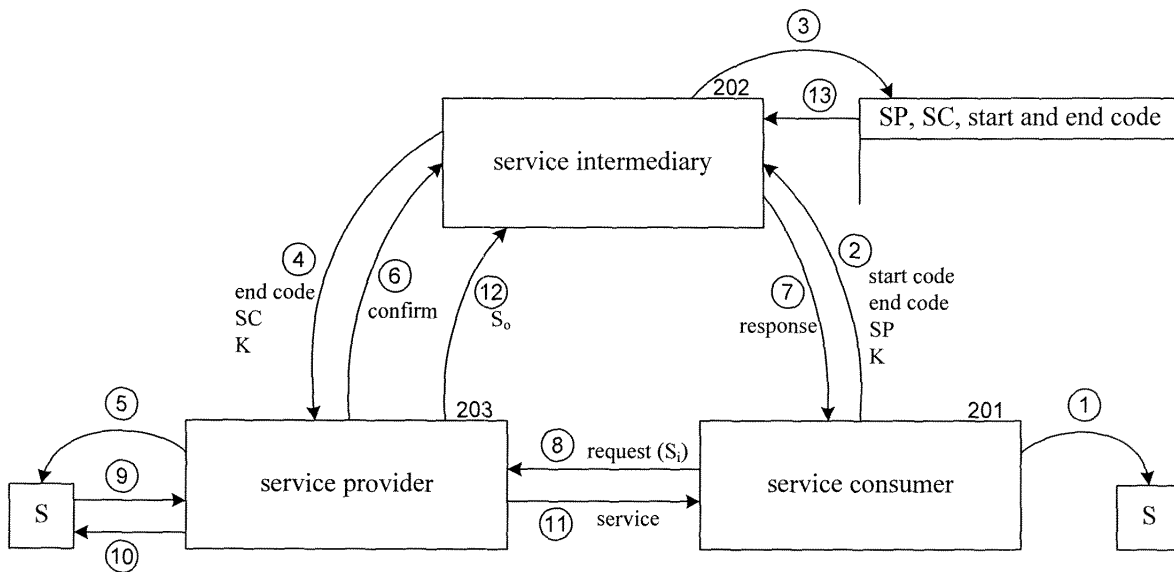 3
202
13
SP, SC, start and end code
service intermediary
4
end code
SC
K
6
confirm
12
Sₒ
7
response
2
start code
end code
SP
K
5
203
201
1
8
request (Sᵢ)
9
S
service provider
service consumer
S
10
11
service